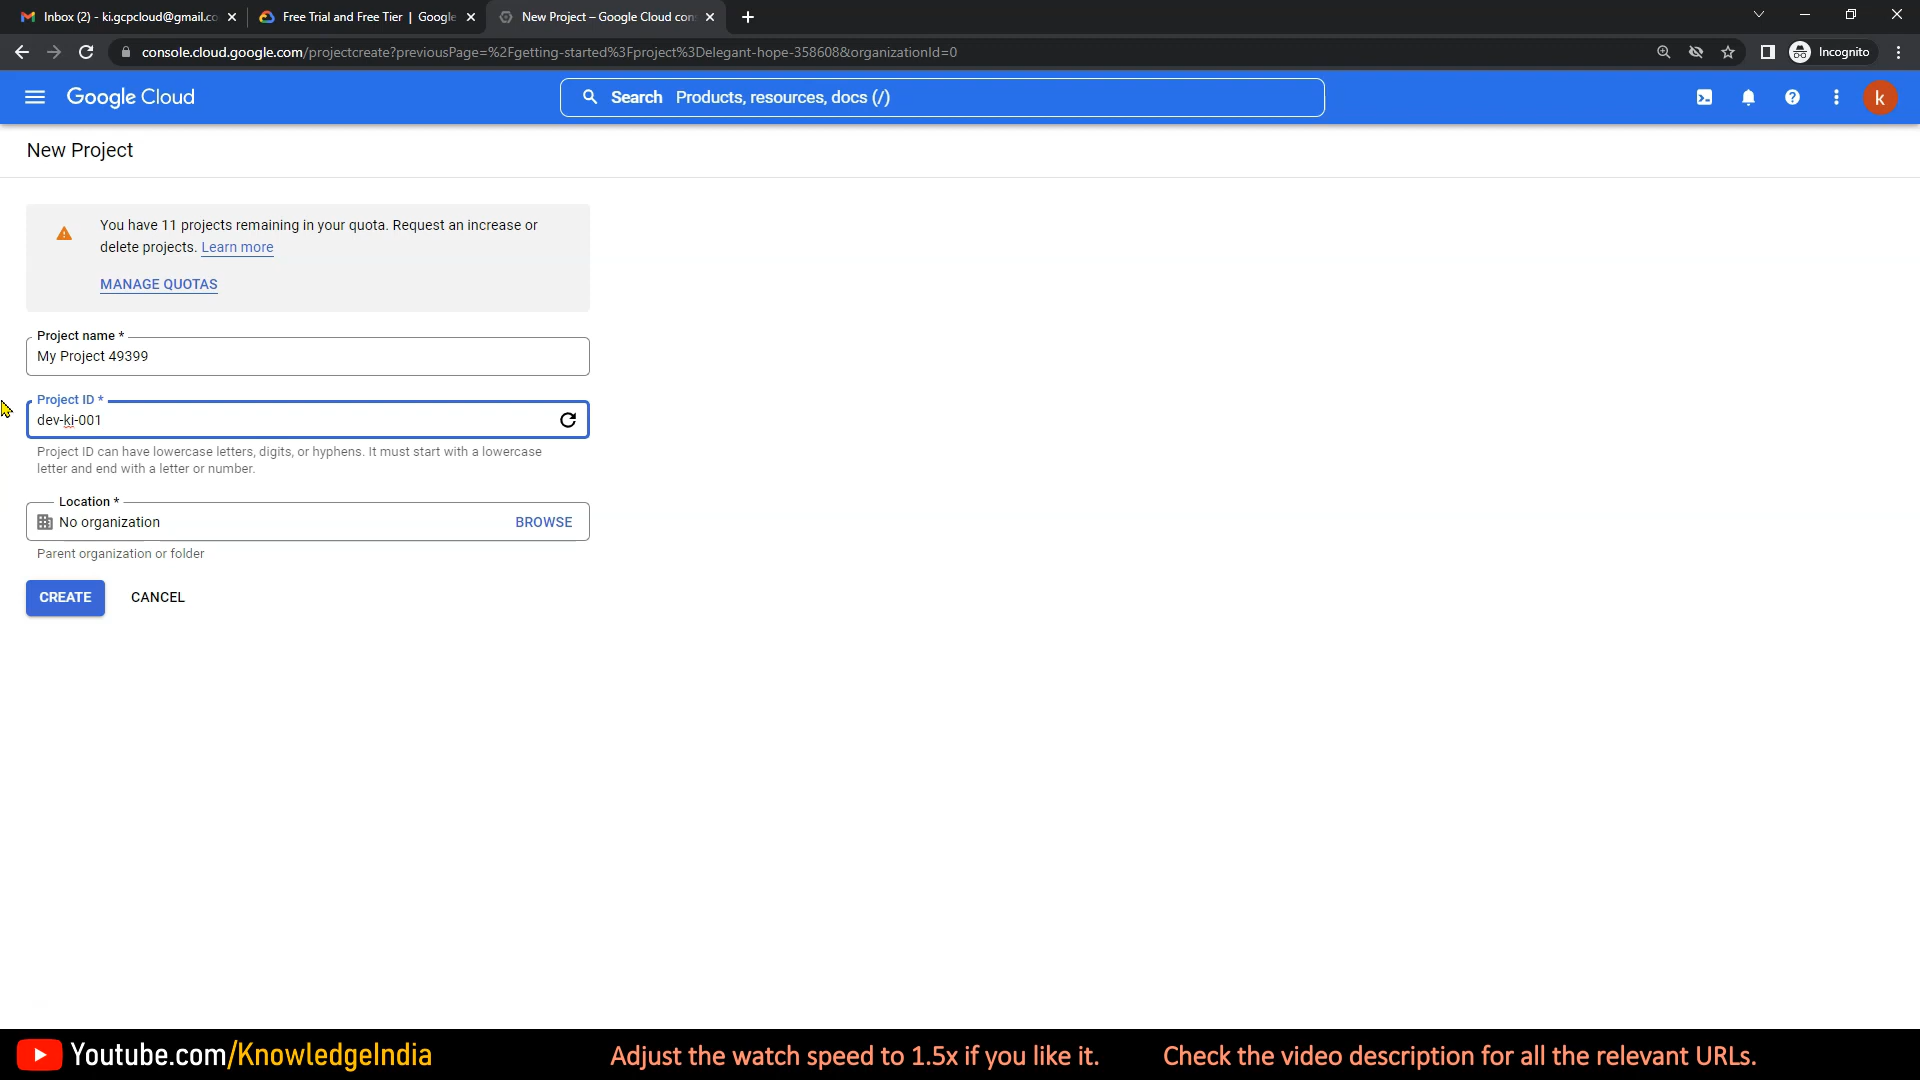 Inbox (2) - ki.gcpcloud@gmail.co
Free Trial and Free Tier | Google
New Project – Google Cloud con
console.cloud.google.com/projectcreate?previousPage=%2Fgetting-started%3Fproject%3Delegant-hope-358608&organizationId=0
Incognito
Google Cloud
Search Products, resources, docs (/)
k
New Project
You have 11 projects remaining in your quota. Request an increase or
delete projects. Learn more
MANAGE QUOTAS
Project name *
My Project 49399
Project ID *
dev-ki-001
Project ID can have lowercase letters, digits, or hyphens. It must start with a lowercase
letter and end with a letter or number.
Location *
No organization
BROWSE
Parent organization or folder
CREATE
CANCEL
Youtube.com/KnowledgeIndia
Adjust the watch speed to 1.5x if you like it.
Check the video description for all the relevant URLs.